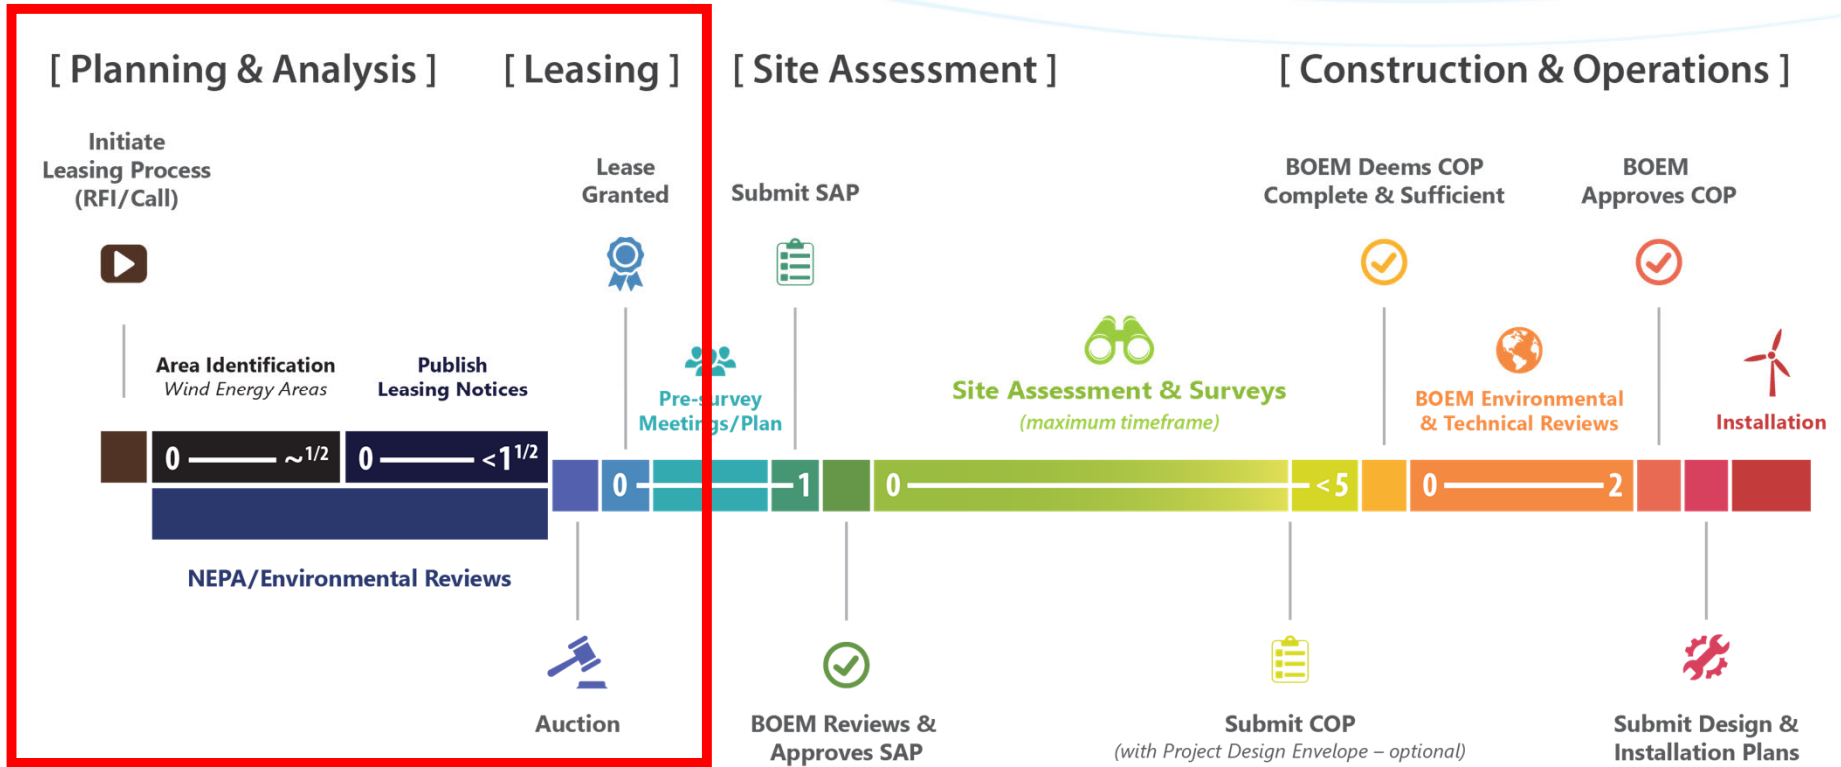 [ Planning & Analysis ]
[ Leasing ]
[ Site Assessment ]
[ Construction & Operations ]
Initiate
Leasing Process
(RFI/Call)
Lease
Granted
Submit SAP
BOEM Deems COP
Complete & Sufficient
BOEM
Approves COP
Area Identification
Wind Energy Areas
Publish
Leasing Notices
Pre-survey
Meetings/Plan
Site Assessment & Surveys
(maximum timeframe)
BOEM Environmental
& Technical Reviews
Installation
0 ~1/2
0 <1 1/2
0 1
0 <5
0 2
NEPA/Environmental Reviews
Auction
BOEM Reviews &
Approves SAP
Submit COP
(with Project Design Envelope – optional)
Submit Design &
Installation Plans